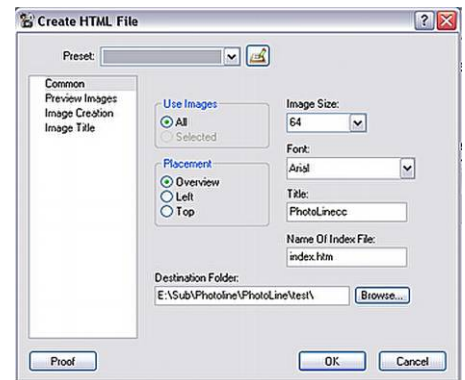 Create HTML File
Preset:
Common
Preview Images
Image Creation
Image Title
Use Images
All
Selected
Placement
Overview
Left
Top
Image Size:
64
Font:
Arial
Title:
PhotoLinecc
Name Of Index File:
index.htm
Destination Folder:
E:\Sub\Photoline\PhotoLine\test\
Browse...
Proof
OK
Cancel